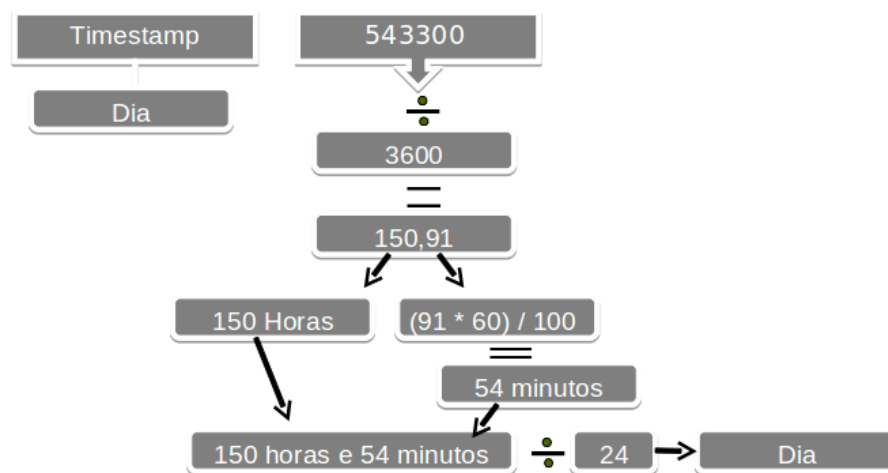 Timestamp
543300
Dia
÷
3600
=
150,91
150 Horas
(91 * 60) / 100
=
54 minutos
150 horas e 54 minutos ÷ 24 Dia